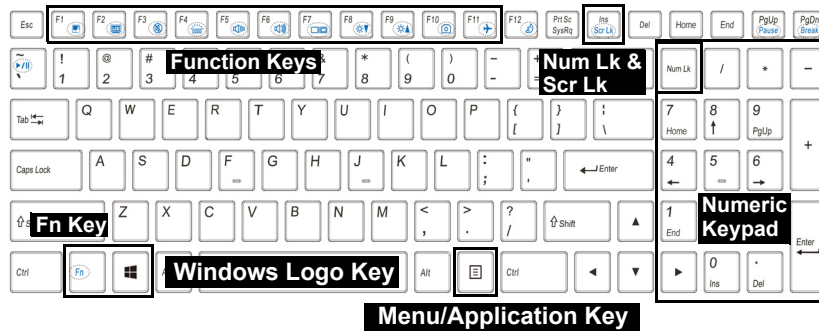 Esc F1 F2 F3 F4 F5 F6 F7 F8 F9 F10 F11 F12 Prt Sc SysRq Ins Scr Lk Del Home End PgUp Pause PgDn Break
~ ` ! 1 @ 2 # 3 4 5 6 & 7 * 8 ( 9 ) 0 - - + = Num Lk / * -
Function Keys
Num Lk & Scr Lk
Tab Q W E R T Y U I O P { [ } ] ¦ \ 7 Home 8 9 PgUp +
Caps Lock A S D F G H J K L : ; " ' Enter 4 5 6
Fn Key
Z X C V B N M < , > . ? / Shift 1 End Enter
Numeric Keypad
Ctrl Fn Alt Ctrl 0 Ins . Del
Windows Logo Key
Menu/Application Key